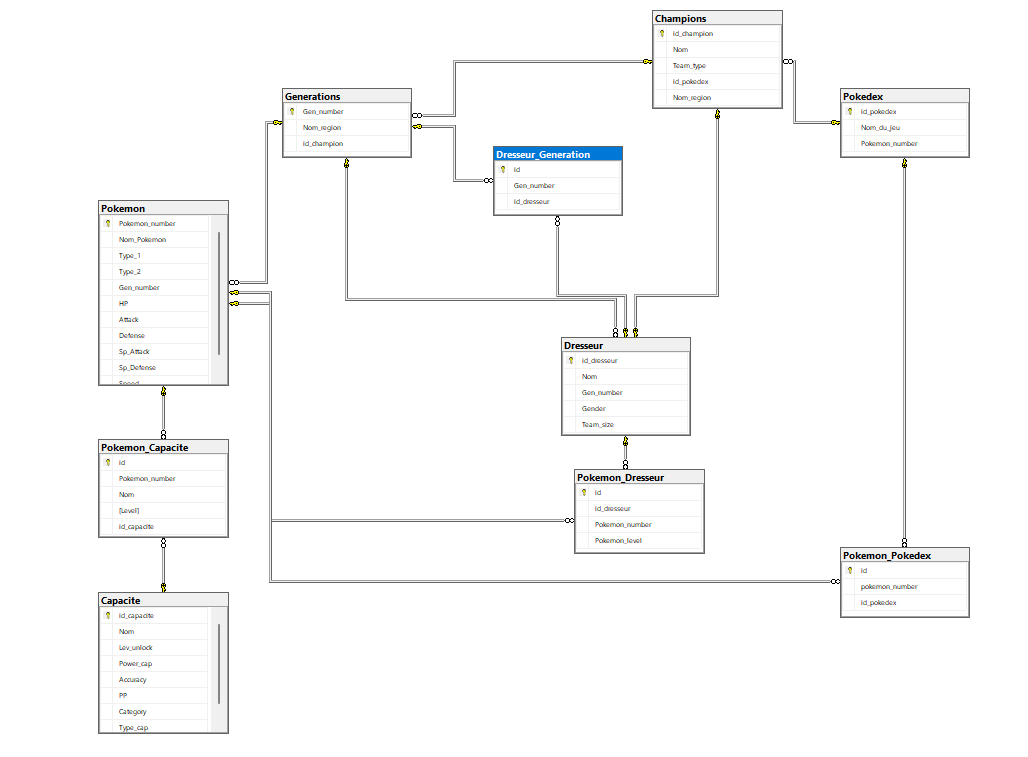 Champions
id_champion
Nom
Team_type
id_pokedex
Nom_region
Generations
Gen_number
Nom_region
id_champion
Pokedex
id_pokedex
Nom_du_jeu
Pokemon_number
Dresseur_Generation
id
Gen_number
id_dresseur
Pokemon
Pokemon_number
Nom_Pokemon
Type_1
Type_2
Gen_number
HP
Attack
Defense
Sp_Attack
Sp_Defense
Speed
Dresseur
id_dresseur
Nom
Gen_number
Gender
Team_size
Pokemon_Capacite
id
Pokemon_number
Nom
[Level]
id_capacite
Pokemon_Dresseur
id
id_dresseur
Pokemon_number
Pokemon_level
Pokemon_Pokedex
id
pokemon_number
id_pokedex
Capacite
id_capacite
Nom
Lev_unlock
Power_cap
Accuracy
PP
Category
Type_cap